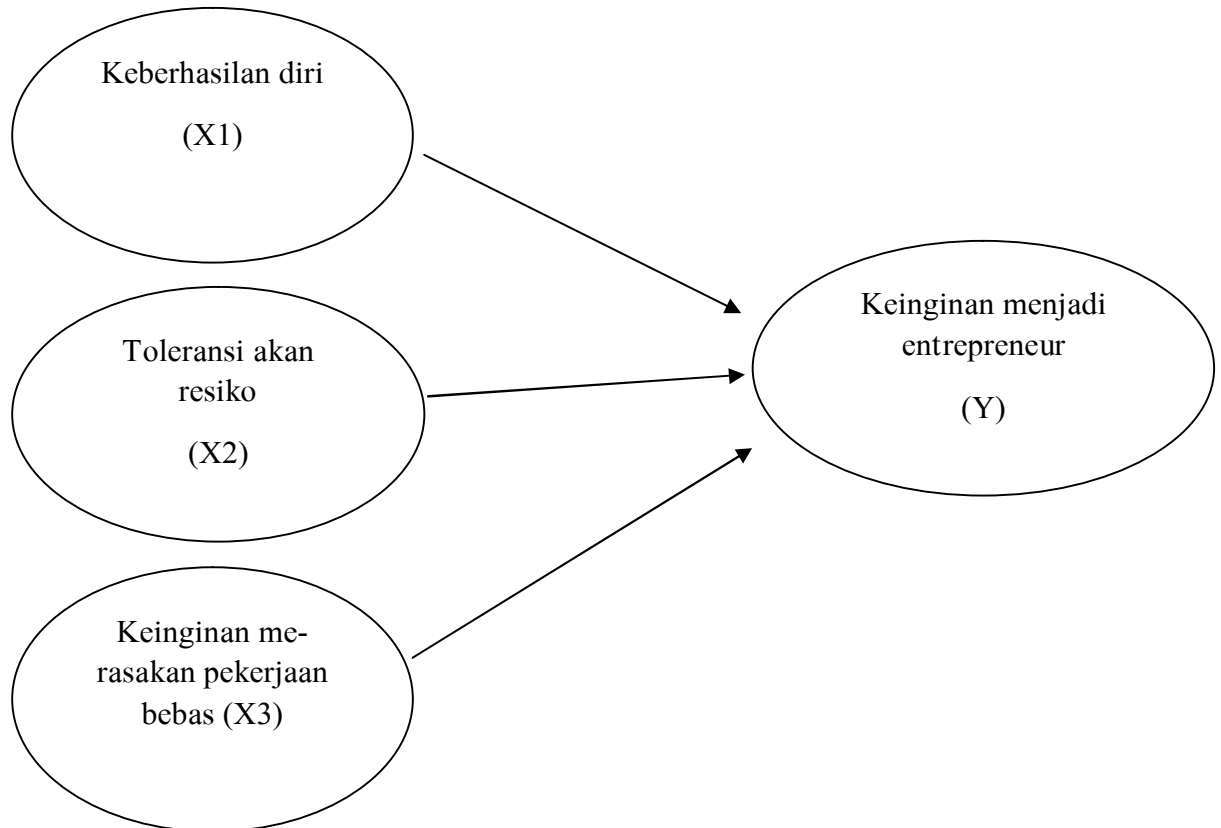 Keberhasilan diri
(X1)
Toleransi akan
resiko
(X2)
Keinginan me-
rasakan pekerjaan
bebas (X3)
Keinginan menjadi
entrepreneur
(Y)